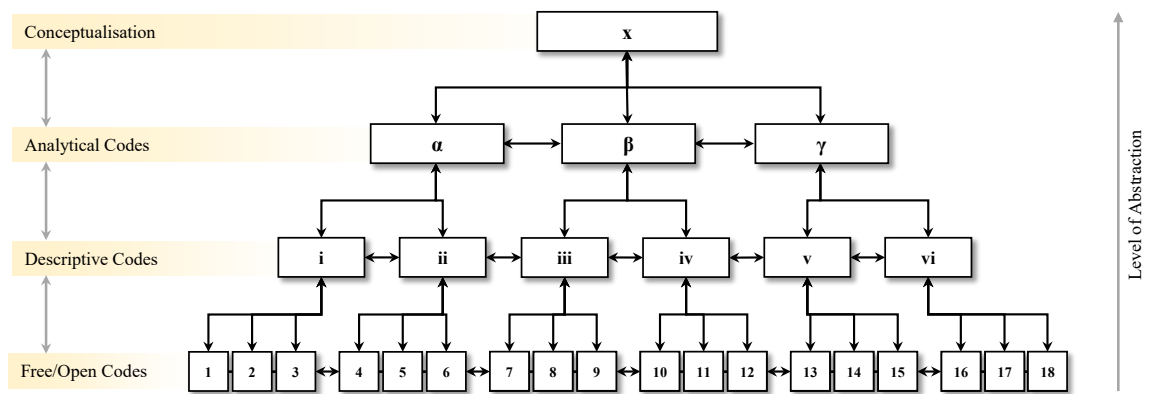 Conceptualisation
x
Analytical Codes
α
β
γ
Descriptive Codes
i
ii
iii
iv
v
vi
Free/Open Codes
1
2
3
4
5
6
7
8
9
10
11
12
13
14
15
16
17
18
Level of Abstraction